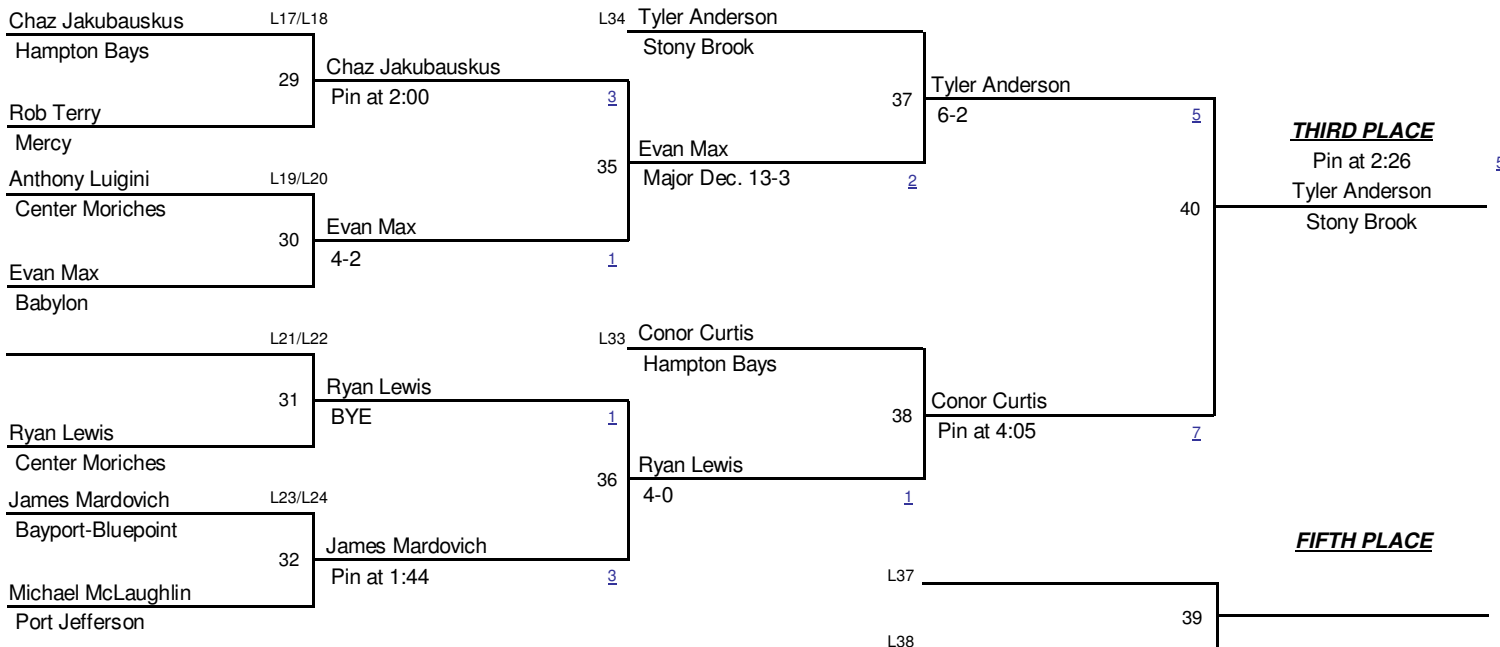 Chaz Jakubauskus
L17/L18
Hampton Bays
29
Chaz Jakubauskus
Pin at 2:00
3
Rob Terry
Mercy
Anthony Luigini
L19/L20
Center Moriches
30
Evan Max
4-2
1
Evan Max
Babylon
35
L34
Tyler Anderson
Stony Brook
37
Tyler Anderson
6-2
5
Evan Max
Major Dec. 13-3
2
THIRD PLACE
Pin at 2:26
5
Tyler Anderson
Stony Brook
40
L21/L22
31
Ryan Lewis
BYE
1
Ryan Lewis
Center Moriches
James Mardovich
L23/L24
Bayport-Bluepoint
32
James Mardovich
Pin at 1:44
3
Michael McLaughlin
Port Jefferson
36
L33
Conor Curtis
Hampton Bays
38
Conor Curtis
Pin at 4:05
7
Ryan Lewis
4-0
1
FIFTH PLACE
L37
39
L38